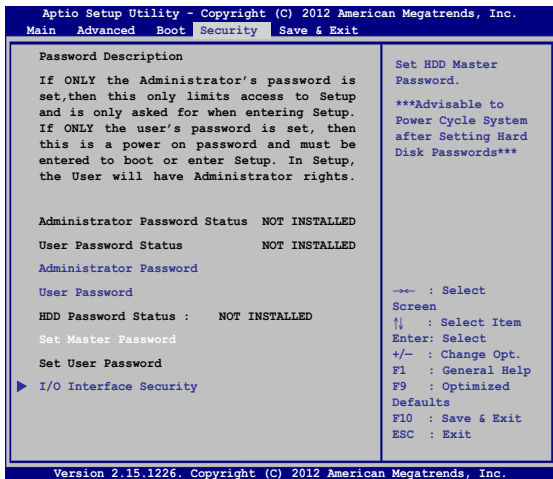 Aptio Setup Utility - Copyright (C) 2012 American Megatrends, Inc.
Main Advanced Boot Security Save & Exit
Password Description
If ONLY the Administrator's password is
set,then this only limits access to Setup
and is only asked for when entering Setup.
If ONLY the user's password is set, then
this is a power on password and must be
entered to boot or enter Setup. In Setup,
the User will have Administrator rights.
Administrator Password Status NOT INSTALLED
User Password Status NOT INSTALLED
Administrator Password
User Password
HDD Password Status : NOT INSTALLED
Set Master Password
Set User Password
I/O Interface Security
Set HDD Master
Password.
***Advisable to
Power Cycle System
after Setting Hard
Disk Passwords***
→← : Select
Screen
↑↓ : Select Item
Enter: Select
+/— : Change Opt.
F1 : General Help
F9 : Optimized
Defaults
F10 : Save & Exit
ESC : Exit
Version 2.15.1226. Copyright (C) 2012 American Megatrends, Inc.